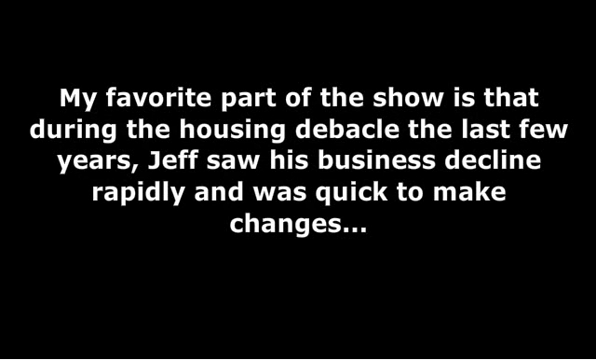 My favorite part of the show is that
during the housing debacle the last few
years, Jeff saw his business decline
rapidly and was quick to make
changes...